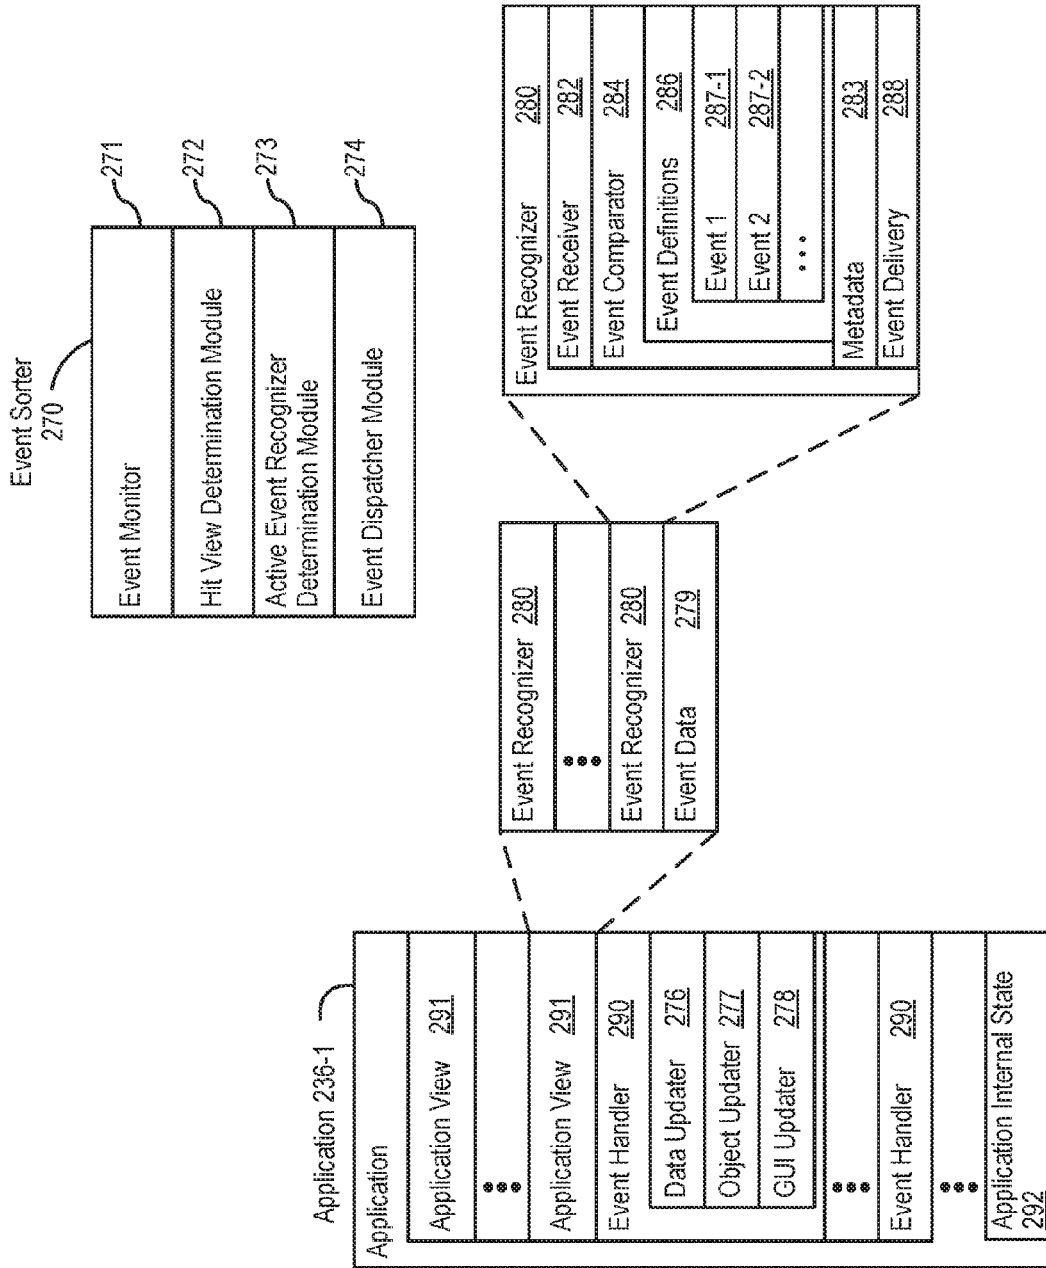 Event Sorter
270
Event Monitor
271
Hit View Determination Module
272
Active Event Recognizer
Determination Module
273
Event Dispatcher Module
274
Application 236-1
Application
Application View 291
Application View 291
Event Handler 290
Data Updater 276
Object Updater 277
GUI Updater 278
Event Handler 290
Application Internal State
292
Event Recognizer 280
Event Recognizer 280
Event Data 279
Event Recognizer 280
Event Receiver 282
Event Comparator 284
Event Definitions 286
Event 1 287-1
Event 2 287-2
Metadata 283
Event Delivery 288